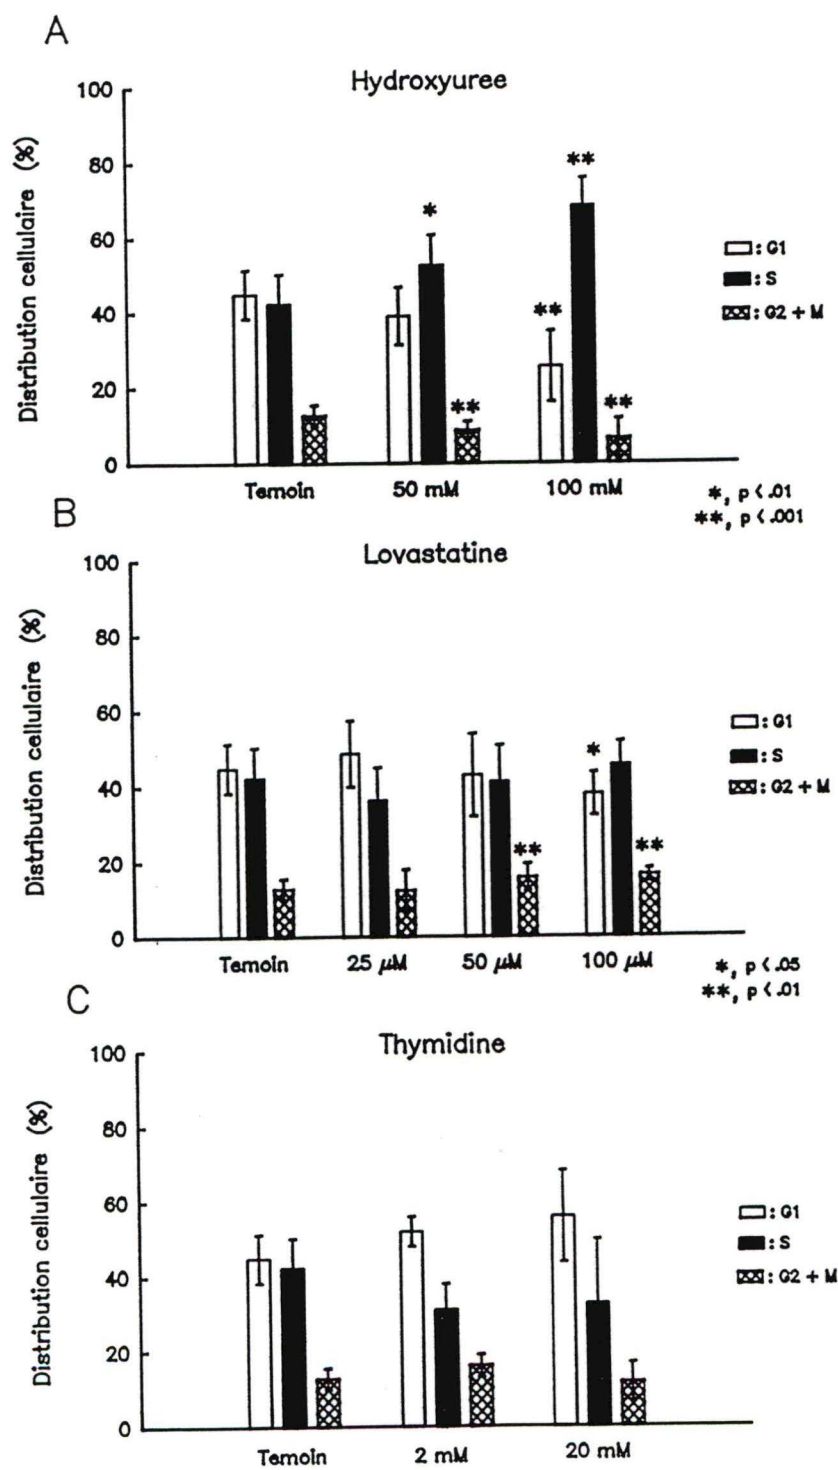 A
Hydroxyuree
Distribution cellulaire (%)
100
80
60
40
20
0
*
**
**
**
**
Temoin
50 mM
100 mM
: G1
: S
: G2 + M
*, p < .01
**, p < .001
B
Lovastatine
Distribution cellulaire (%)
100
80
60
40
20
0
**
*
**
Temoin
25 µM
50 µM
100 µM
: G1
: S
: G2 + M
*, p < .05
**, p < .01
C
Thymidine
Distribution cellulaire (%)
100
80
60
40
20
0
Temoin
2 mM
20 mM
: G1
: S
: G2 + M